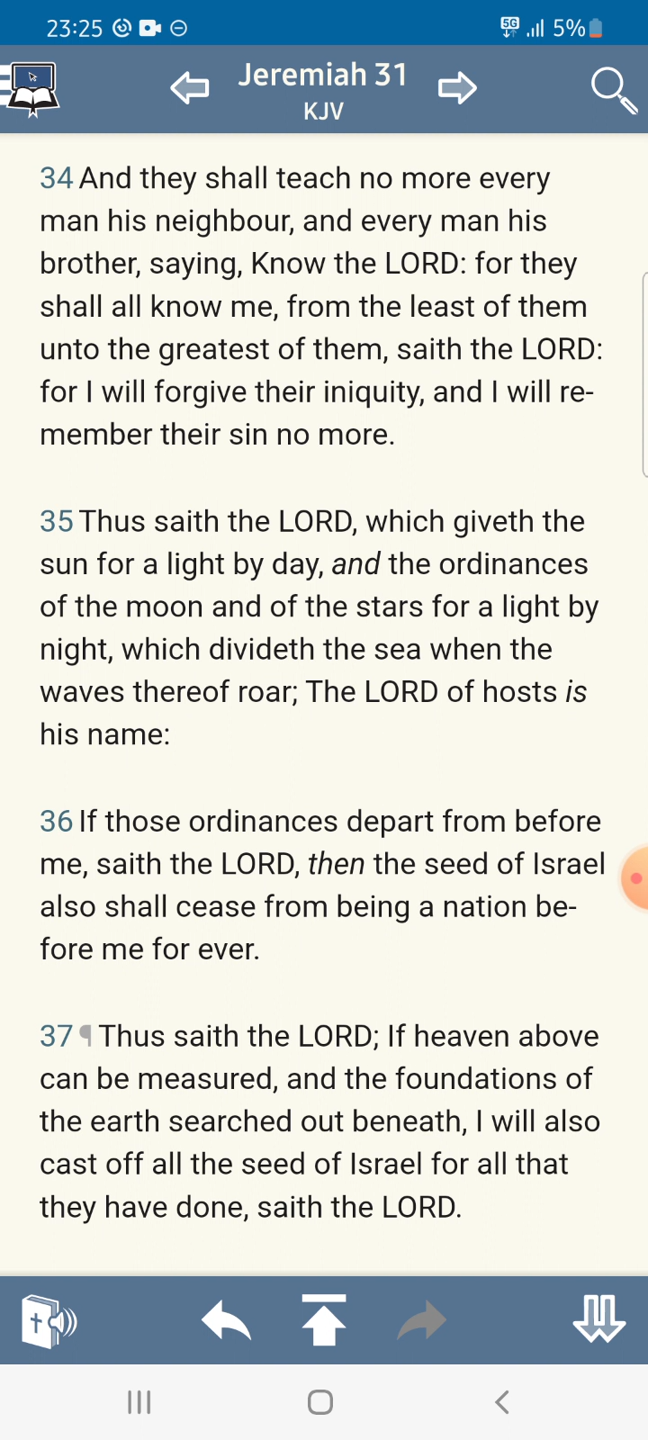 23:25
5G 5%
Jeremiah 31
KJV
34 And they shall teach no more every
man his neighbour, and every man his
brother, saying, Know the LORD: for they
shall all know me, from the least of them
unto the greatest of them, saith the LORD:
for I will forgive their iniquity, and I will re-
member their sin no more.
35 Thus saith the LORD, which giveth the
sun for a light by day, and the ordinances
of the moon and of the stars for a light by
night, which divideth the sea when the
waves thereof roar; The LORD of hosts is
his name:
36 If those ordinances depart from before
me, saith the LORD, then the seed of Israel
also shall cease from being a nation be-
fore me for ever.
37 ¶ Thus saith the LORD; If heaven above
can be measured, and the foundations of
the earth searched out beneath, I will also
cast off all the seed of Israel for all that
they have done, saith the LORD.